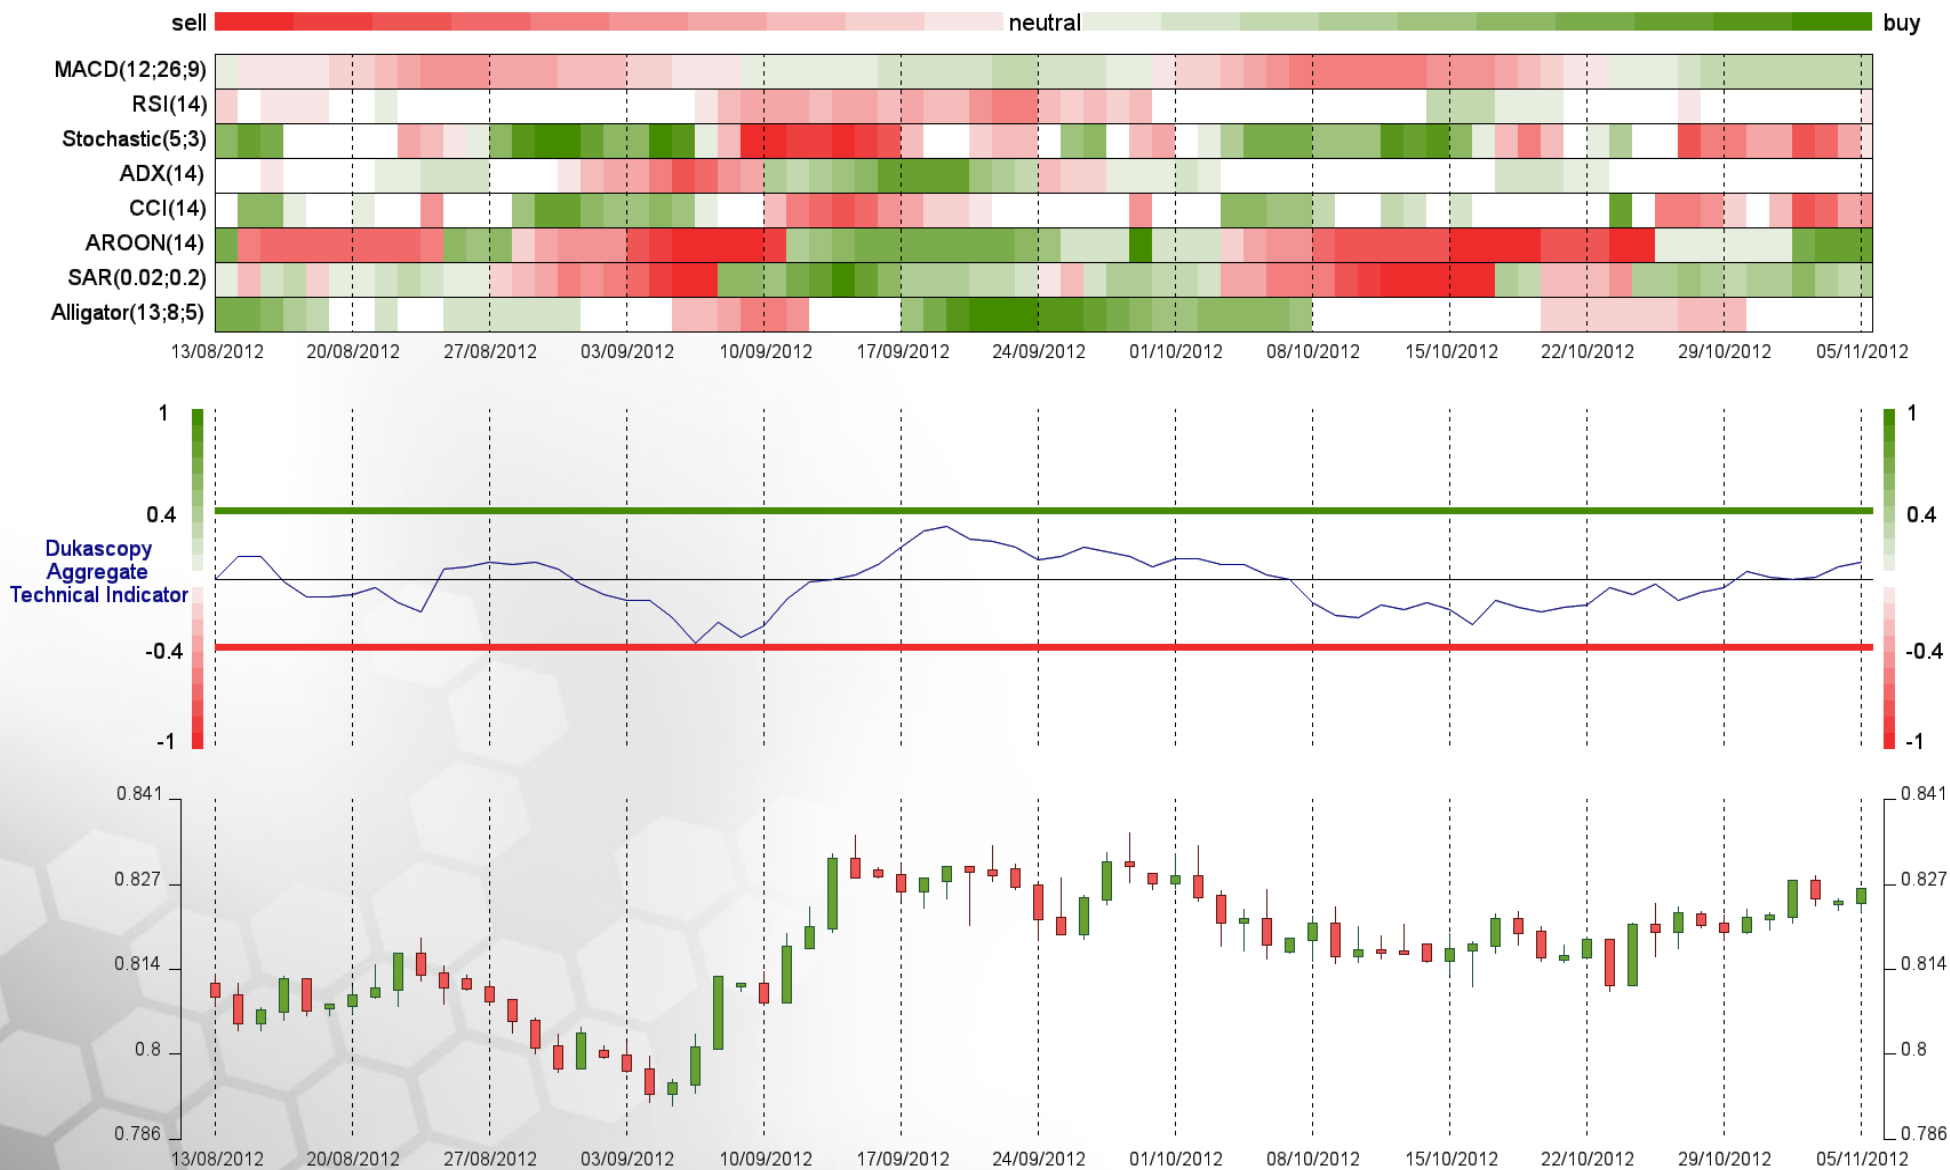 sell neutral buy
MACD(12;26;9)
RSI(14)
Stochastic(5;3)
ADX(14)
CCI(14)
AROON(14)
SAR(0.02;0.2)
Alligator(13;8;5)
13/08/2012 20/08/2012 27/08/2012 03/09/2012 10/09/2012 17/09/2012 24/09/2012 01/10/2012 08/10/2012 15/10/2012 22/10/2012 29/10/2012 05/11/2012
1 1
0.4 0.4
Dukascopy
Aggregate
Technical Indicator
-0.4 -0.4
-1 -1
0.841 0.841
0.827 0.827
0.814 0.814
0.8 0.8
0.786 0.786
13/08/2012 20/08/2012 27/08/2012 03/09/2012 10/09/2012 17/09/2012 24/09/2012 01/10/2012 08/10/2012 15/10/2012 22/10/2012 29/10/2012 05/11/2012